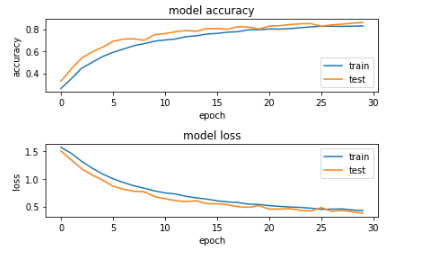 model accuracy
0.8
0.6
0.4
accuracy
train
test
0 5 10 15 20 25 30
epoch
model loss
1.5
1.0
0.5
loss
train
test
0 5 10 15 20 25 30
epoch